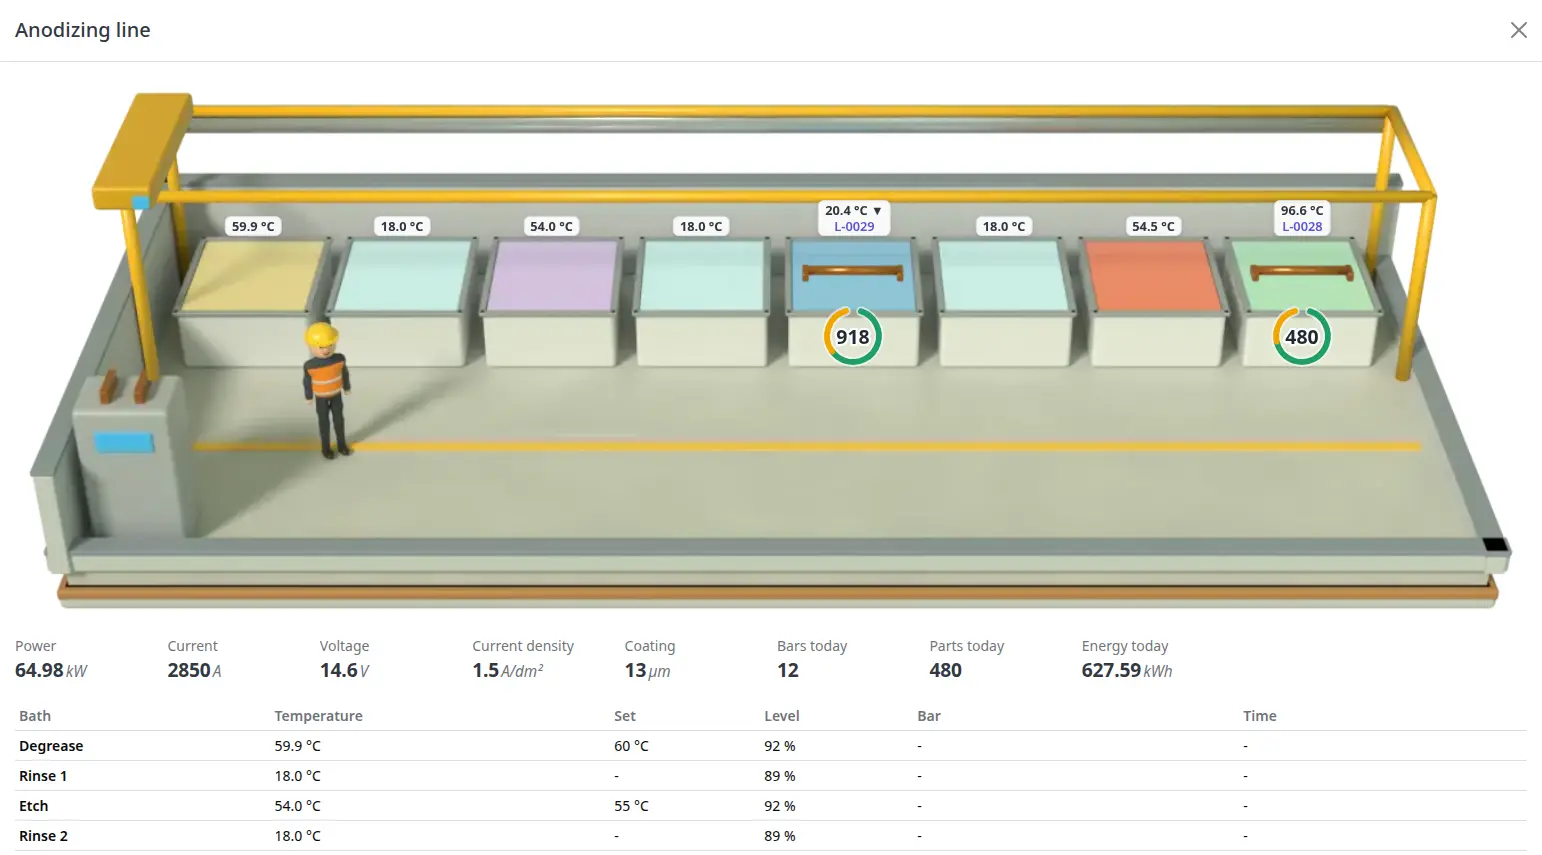 Anodizing line
59.9 °C
18.0 °C
54.0 °C
18.0 °C
20.4 °C ▼
L-0029
18.0 °C
54.5 °C
96.6 °C
L-0028
918
480
Power Current Voltage Current density Coating Bars today Parts today Energy today
64.98 kW 2850 A 14.6 V 1.5 A/dm² 13 µm 12 480 627.59 kWh
Bath Temperature Set Level Bar Time
Degrease 59.9 °C 60 °C 92 % - -
Rinse 1 18.0 °C - 89 % - -
Etch 54.0 °C 55 °C 92 % - -
Rinse 2 18.0 °C - 89 % - -